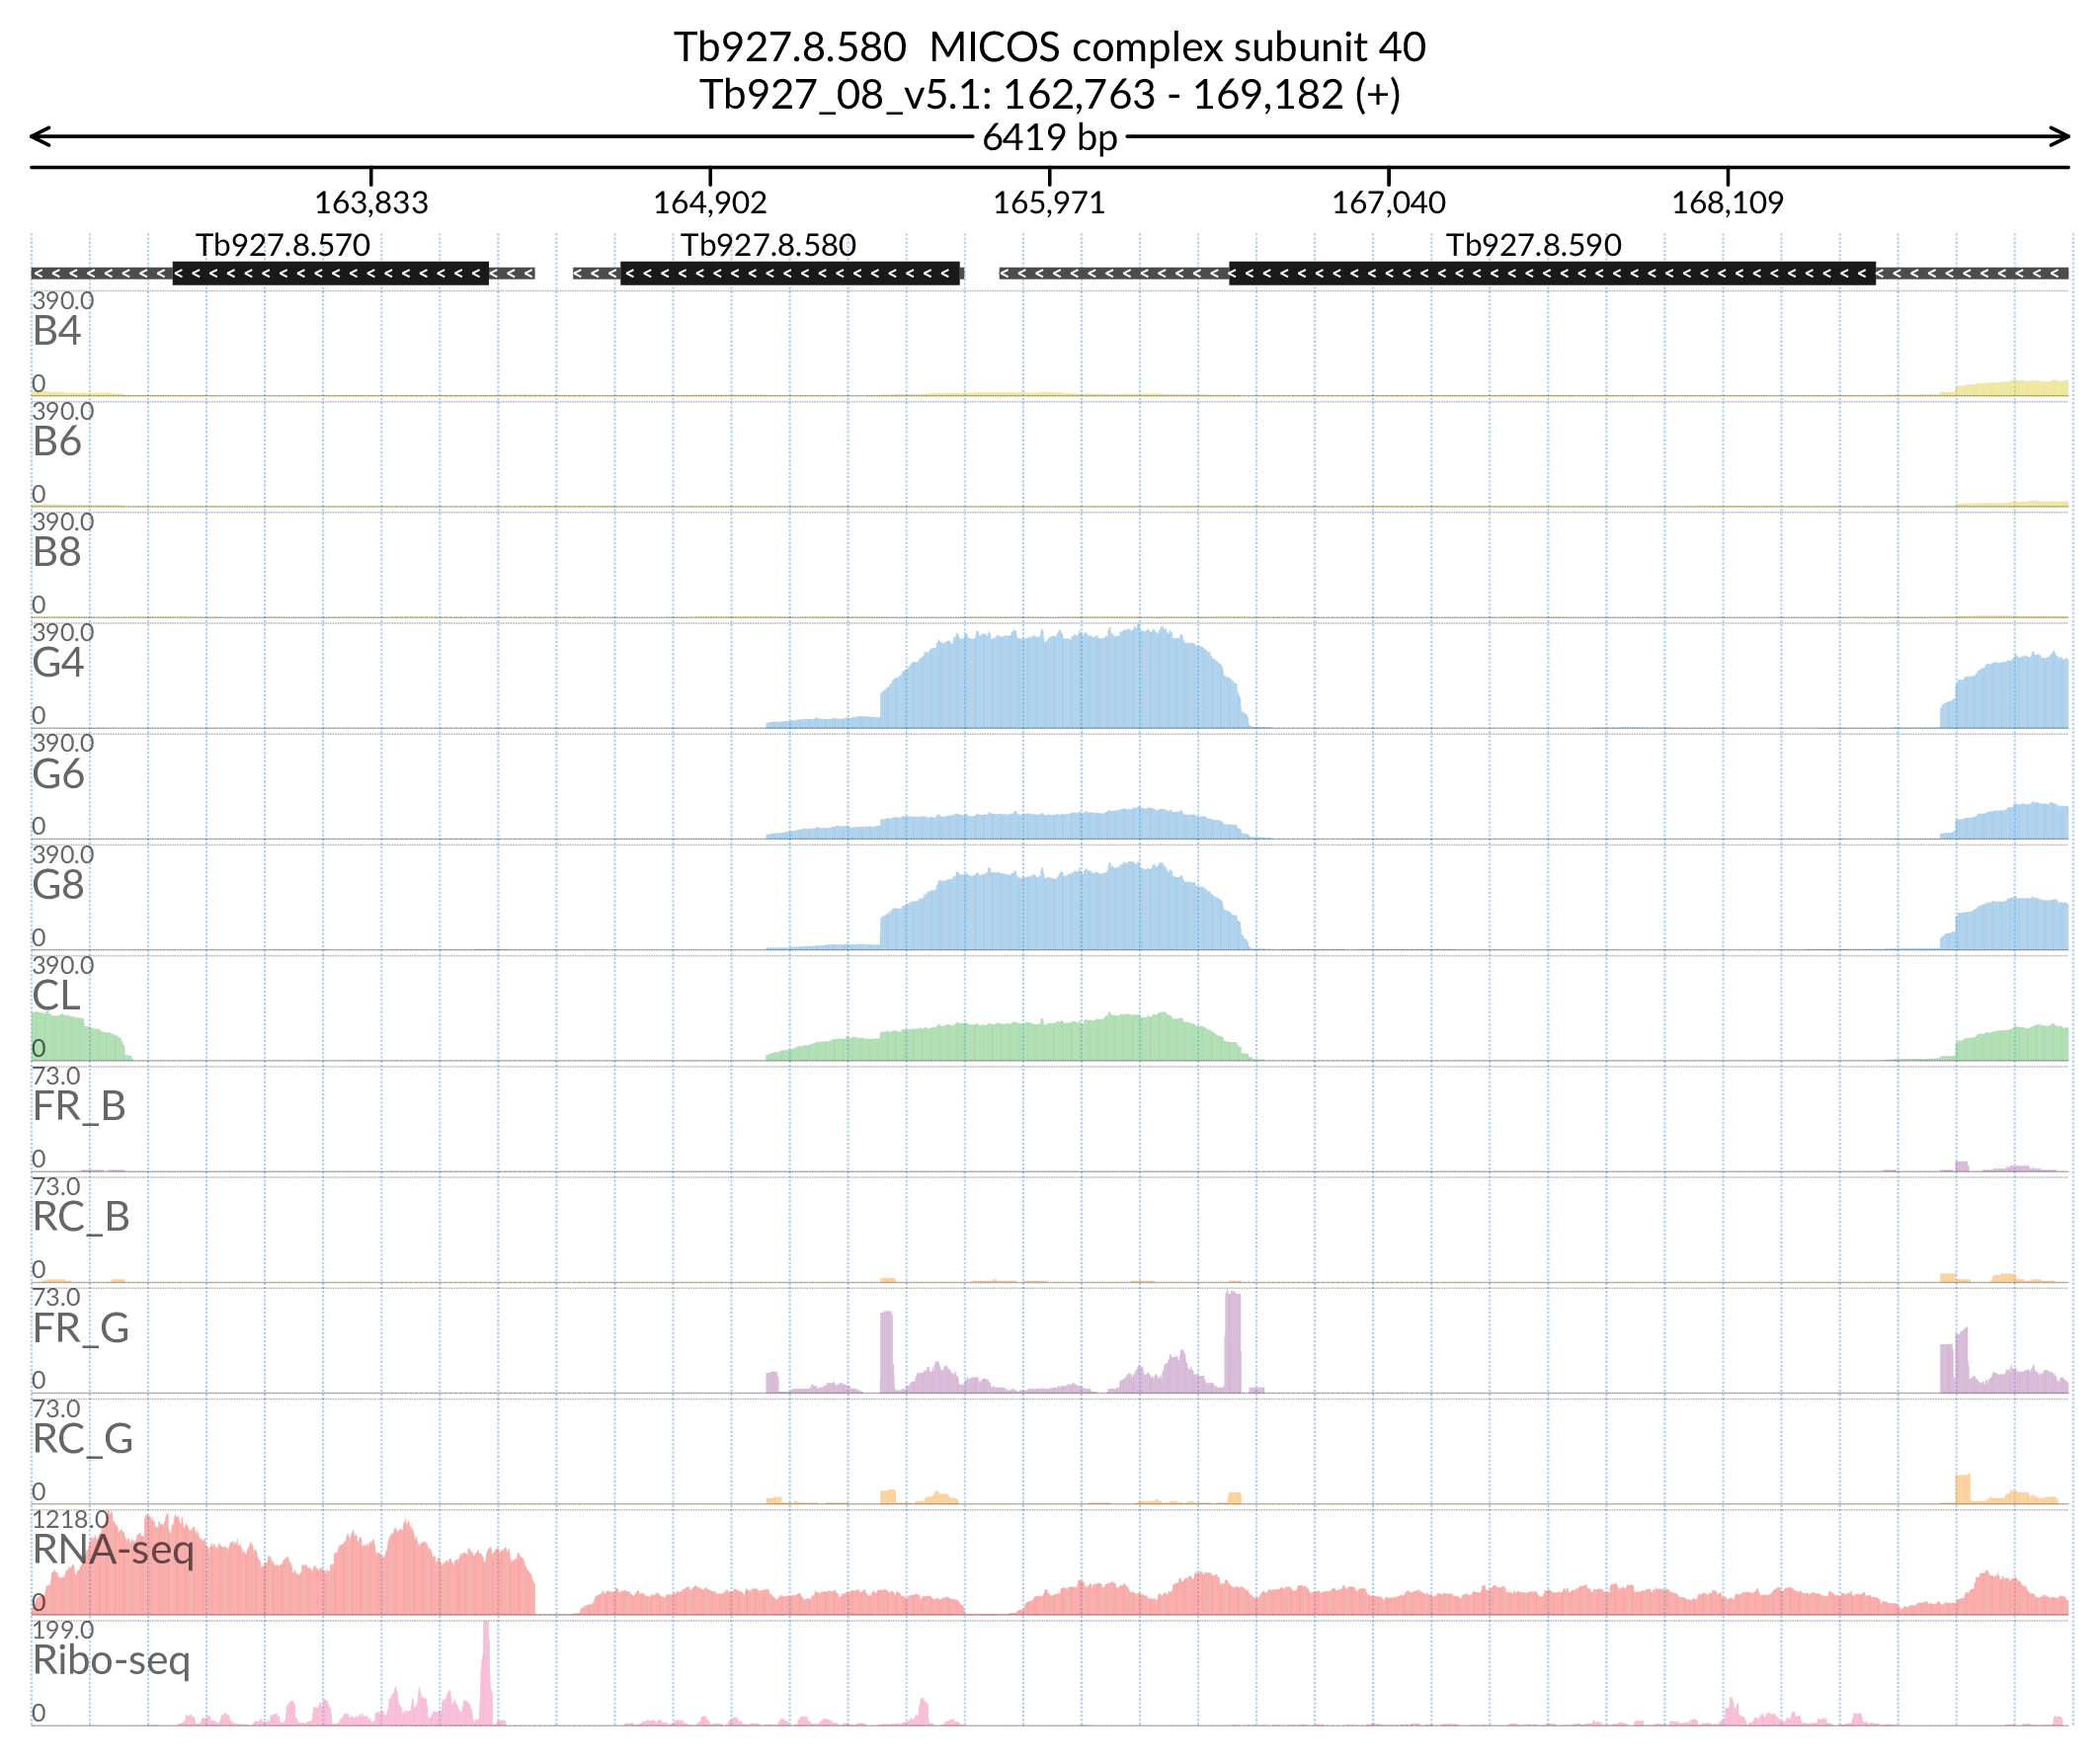 Tb927.8.580 MICOS complex subunit 40
Tb927_08_v5.1: 162,763 - 169,182 (+)
6419 bp
163,833 164,902 165,971 167,040 168,109
Tb927.8.570 Tb927.8.580 Tb927.8.590
390.0
B4
0
390.0
B6
0
390.0
B8
0
390.0
G4
0
390.0
G6
0
390.0
G8
0
390.0
CL
0
73.0
FR_B
0
73.0
RC_B
0
73.0
FR_G
0
73.0
RC_G
0
1218.0
RNA-seq
0
199.0
Ribo-seq
0